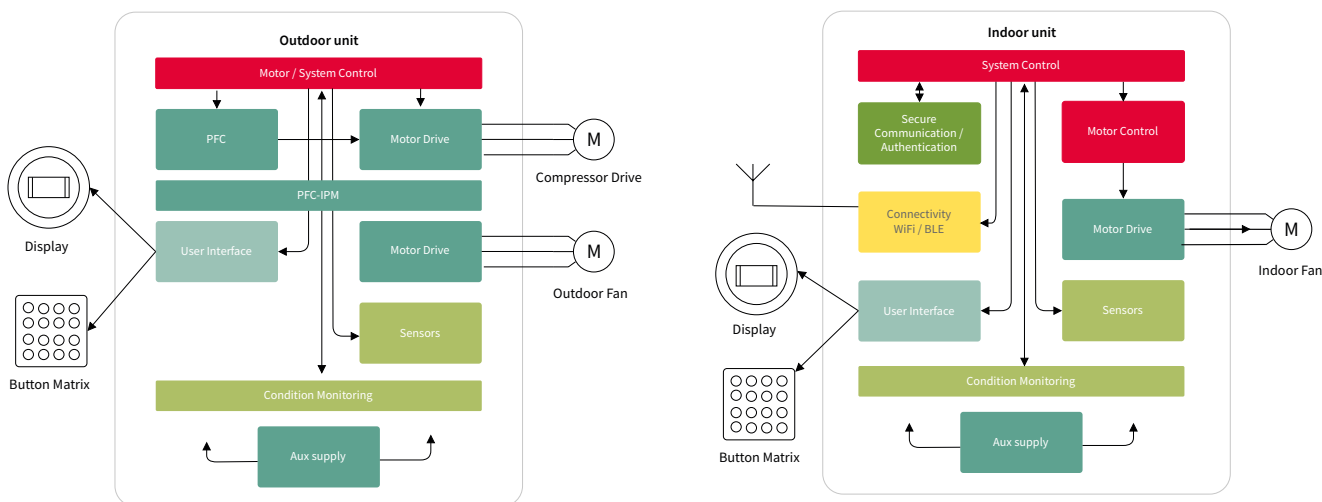 Outdoor unit
Motor / System Control
PFC
Motor Drive
M
Compressor Drive
PFC-IPM
Display
User Interface
Motor Drive
M
Outdoor Fan
Button Matrix
Sensors
Condition Monitoring
Aux supply
Indoor unit
System Control
Secure
Communication /
Authentication
Motor Control
Connectivity
WiFi / BLE
Motor Drive
M
Indoor Fan
Display
User Interface
Sensors
Button Matrix
Condition Monitoring
Aux supply